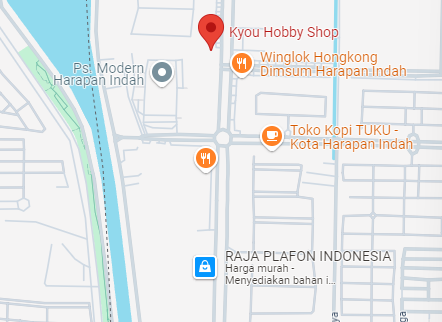 Kyou Hobby Shop
Winglok Hongkong
Dimsum Harapan Indah
Ps. Modern
Harapan Indah
Toko Kopi TUKU -
Kota Harapan Indah
RAJA PLAFON INDONESIA
Harga murah -
Menyediakan bahan i...